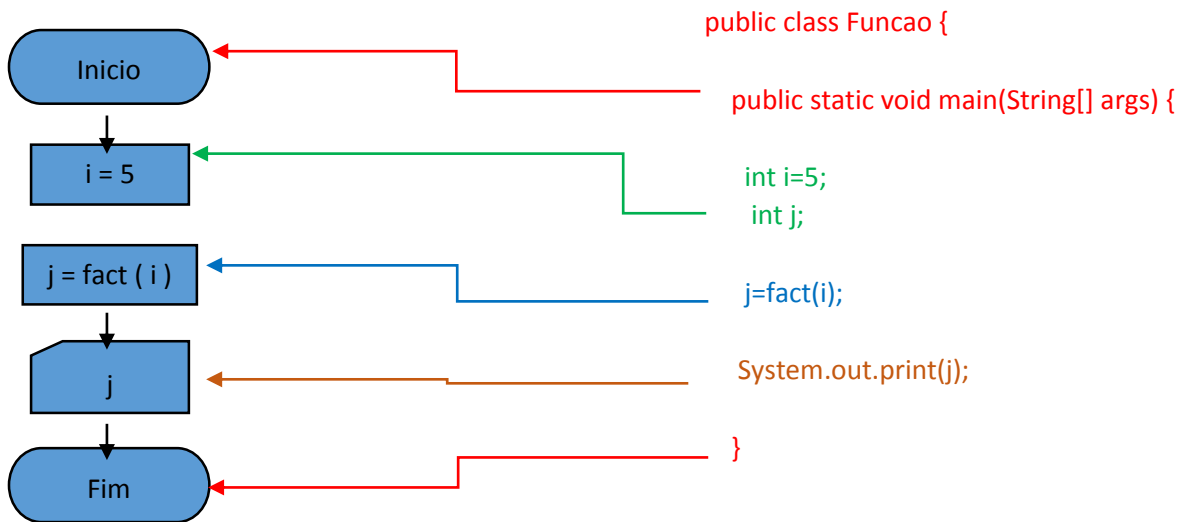 public class Funcao {
Inicio
public static void main(String[] args) {
i = 5
int i=5;
int j;
j = fact ( i )
j=fact(i);
j
System.out.print(j);
}
Fim